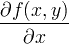 ∂f(x, y)
∂x